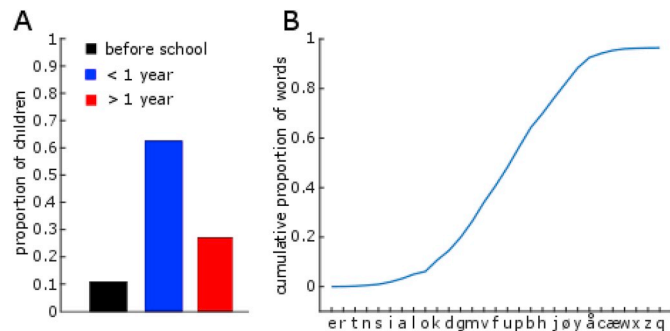 A
B
proportion of children
1
0.9
0.8
0.7
0.6
0.5
0.4
0.3
0.2
0.1
0
before school
< 1 year
> 1 year
cumulative proportion of words
1
0.8
0.6
0.4
0.2
0
e r t n s i a l o k d g m v f u p b h j ø y å c æ w x z q